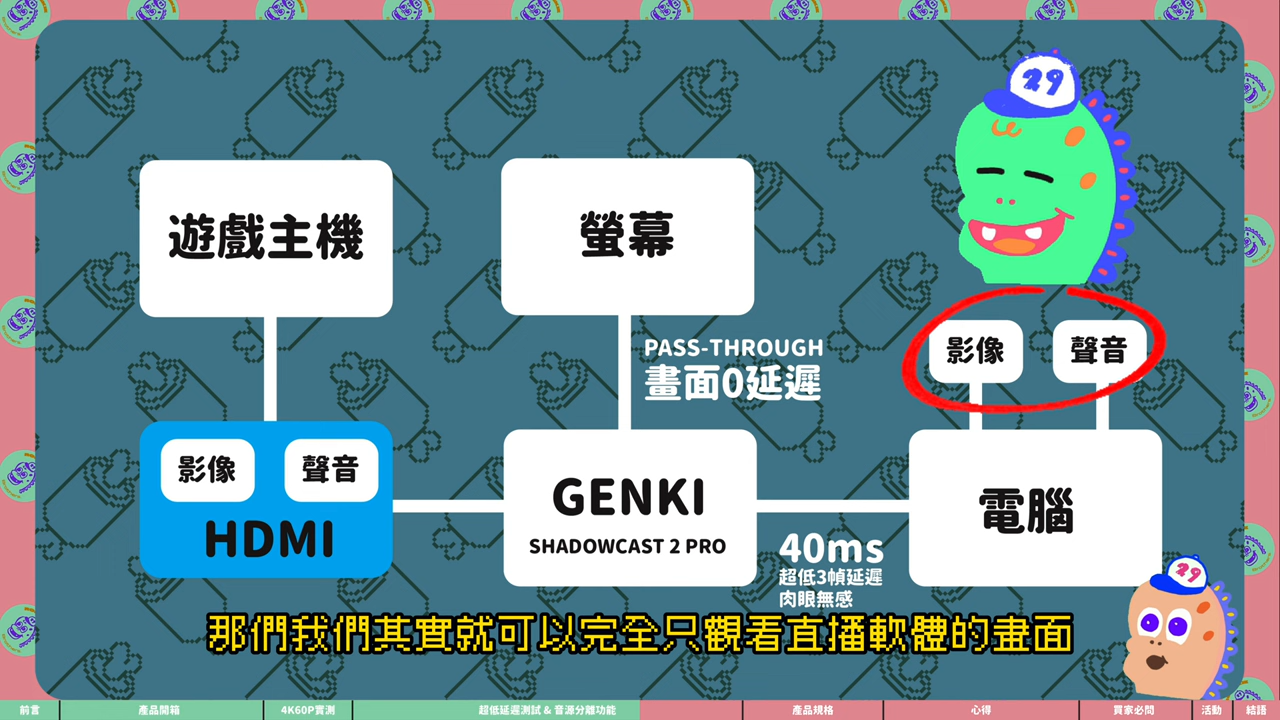 29
遊戲主機
螢幕
PASS-THROUGH
畫面0延遲
影像
聲音
影像
聲音
HDMI
GENKI
SHADOWCAST 2 PRO
電腦
40ms
超低3幀延遲
肉眼無感
29
那們我們其實就可以完全只觀看直播軟體的畫面
前言
產品開箱
4K60P實測
超低延遲測試 & 音源分離功能
產品規格
心得
買家必問
活動
結語